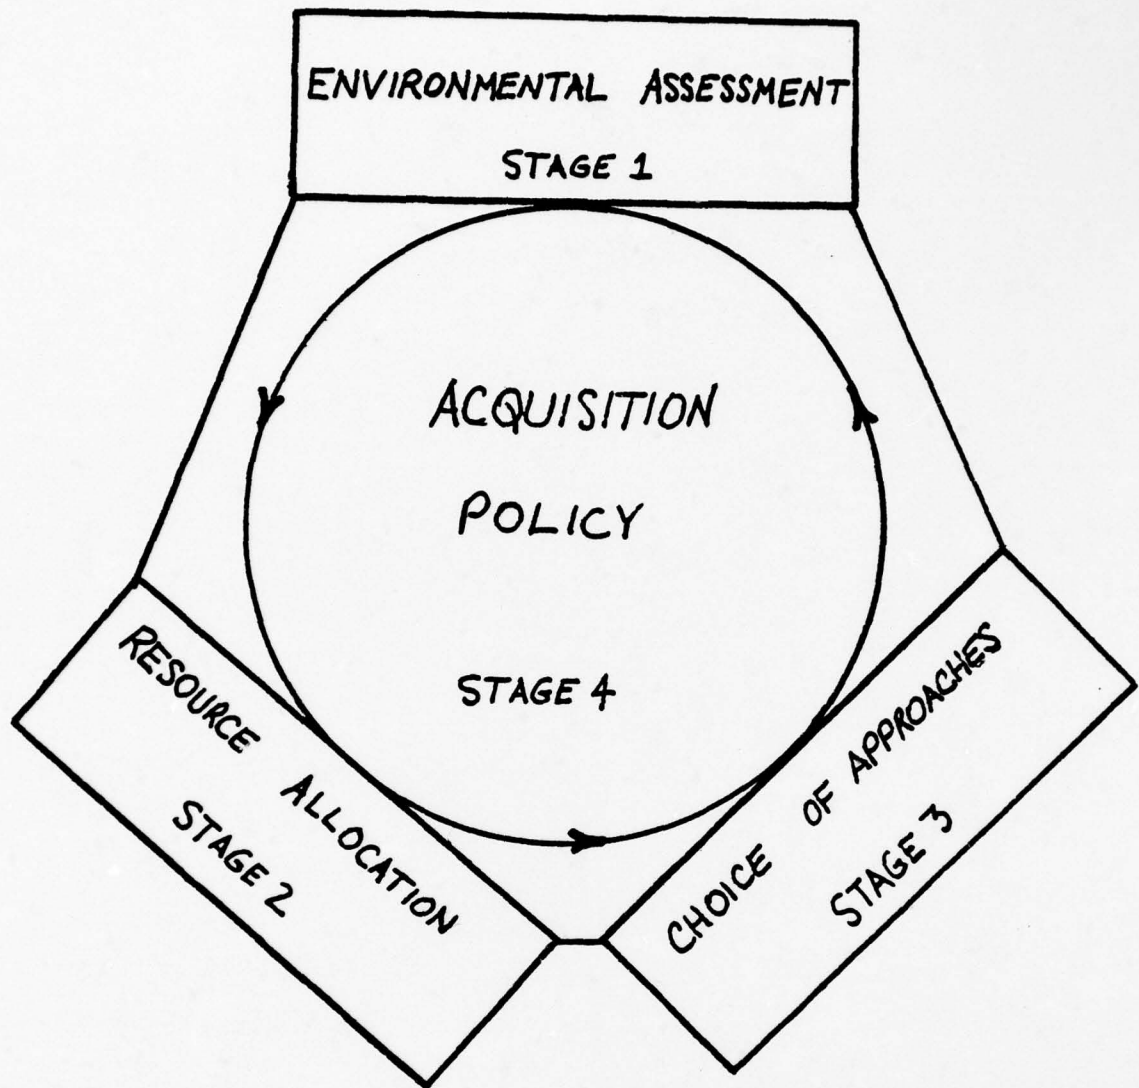 ENVIRONMENTAL ASSESSMENT
STAGE 1
ACQUISITION
POLICY
STAGE 4
RESOURCE ALLOCATION
STAGE 2
CHOICE OF APPROACHES
STAGE 3